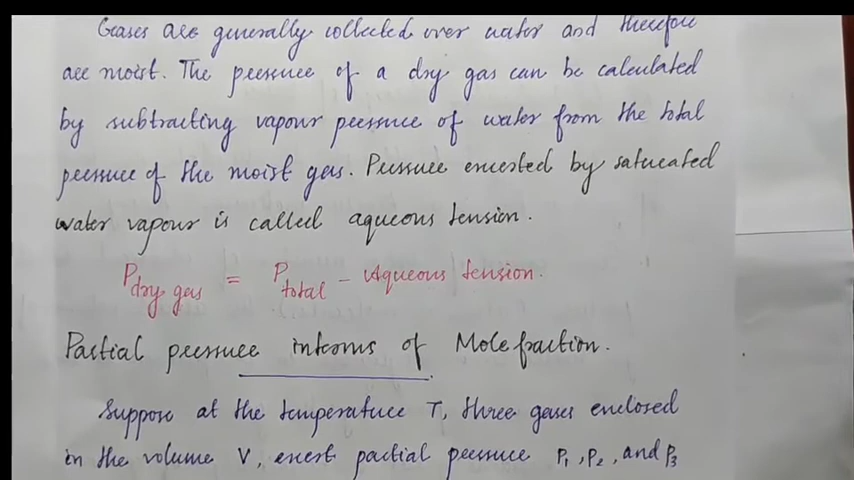 Gases are generally collected over water and therefore
are moist. The pressure of a dry gas can be calculated
by subtracting vapour pressure of water from the total
pressure of the moist gas. Pressure exerted by saturated
water vapour is called aqueous tension.
P dry gas = P total - Aqueous tension.
Partial pressure interms of Mole fraction.
Suppose at the temperature T, three gases enclosed
in the volume V, exert partial pressure P1, P2, and P3